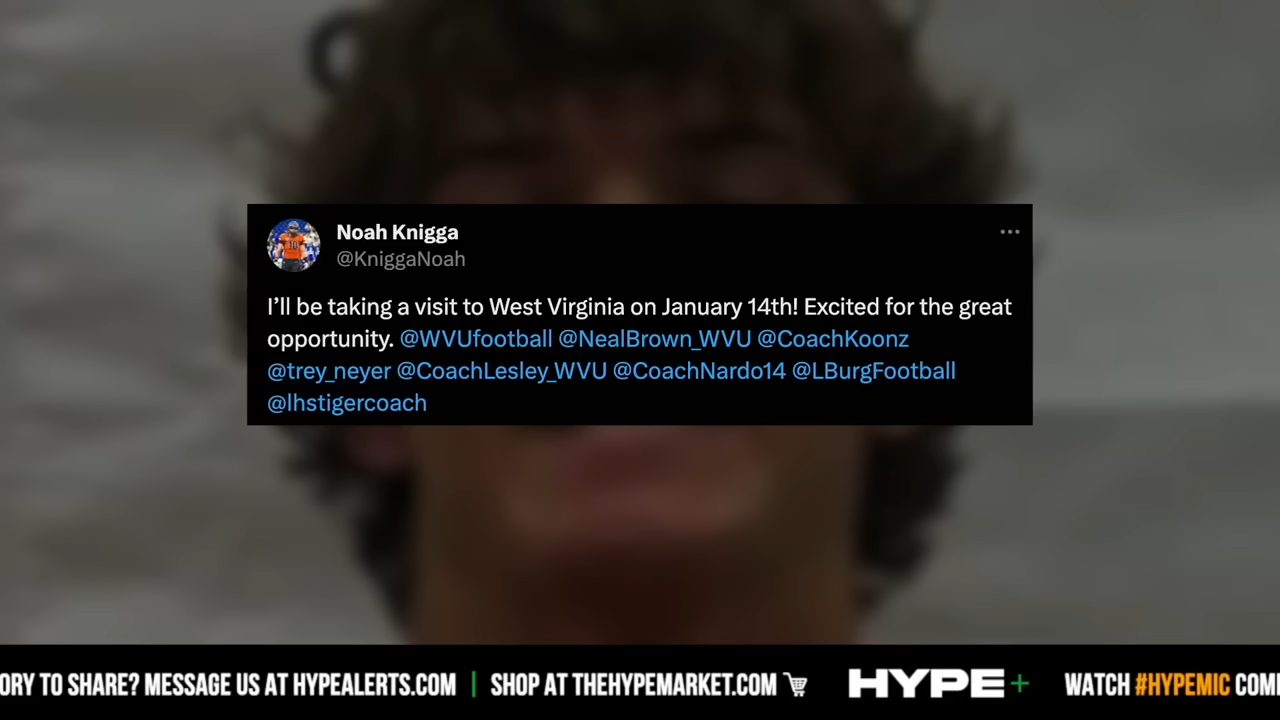 Noah Knigga
@KniggaNoah
I’ll be taking a visit to West Virginia on January 14th! Excited for the great
opportunity. @WVUfootball @NealBrown_WVU @CoachKoonz
@trey_neyer @CoachLesley_WVU @CoachNardo14 @LBurgFootball
@lhstigercoach
ORY TO SHARE? MESSAGE US AT HYPEALERTS.COM | SHOP AT THEHYPEMARKET.COM HYPE+ WATCH #HYPEMIC COM